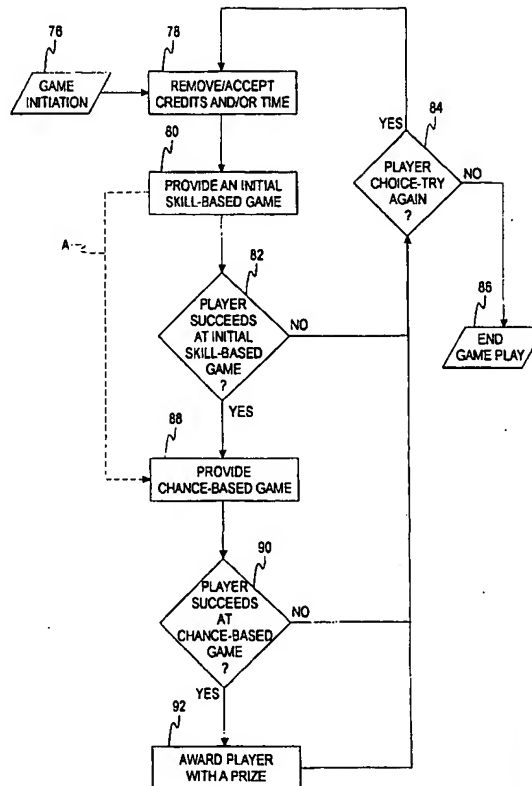 76
GAME
INITIATION
78
REMOVE/ACCEPT
CREDITS AND/OR TIME
80
PROVIDE AN INITIAL
SKILL-BASED GAME
A
82
PLAYER
SUCCEEDS
AT INITIAL
SKILL-BASED
GAME
?
NO
YES
84
PLAYER
CHOICE-TRY
AGAIN
?
YES
NO
86
END
GAME PLAY
88
PROVIDE
CHANCE-BASED GAME
90
PLAYER
SUCCEEDS
AT
CHANCE-BASED
GAME
?
NO
YES
92
AWARD PLAYER
WITH A PRIZE